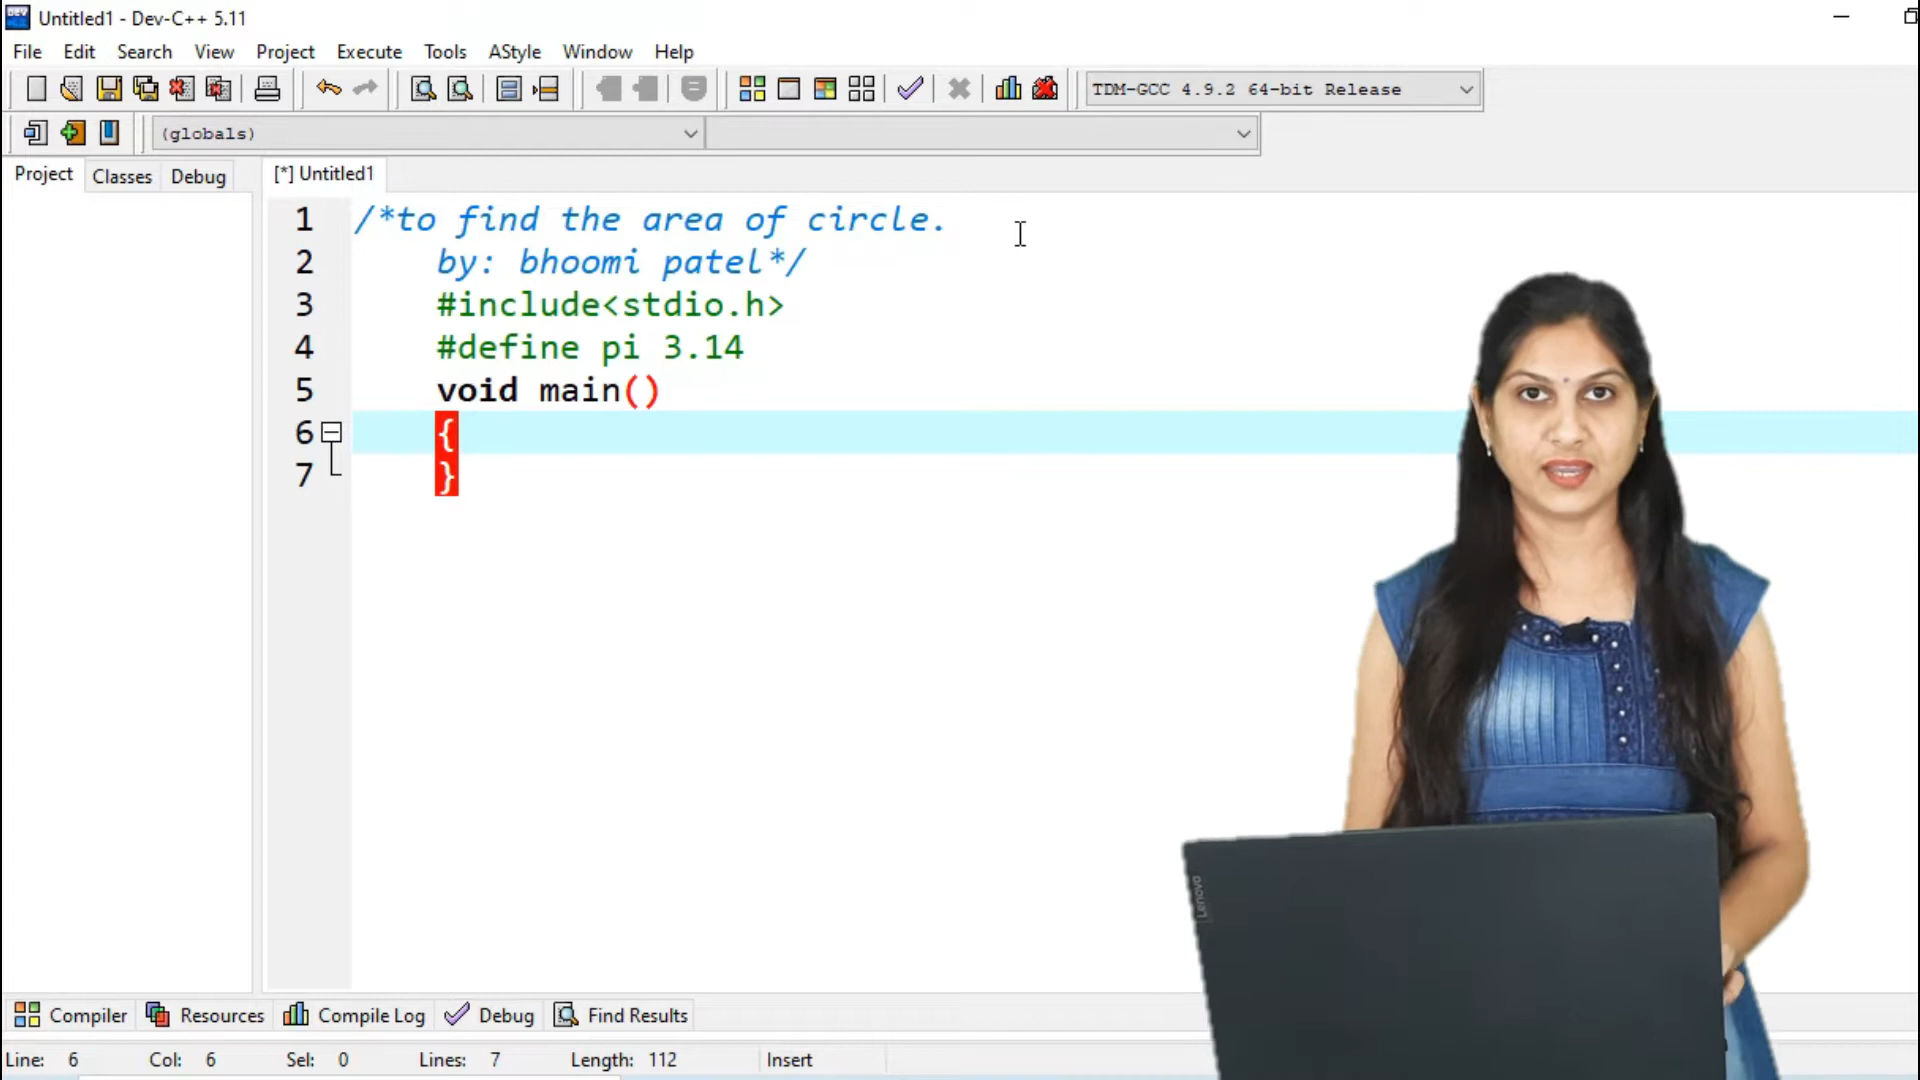 Untitled1 - Dev-C++ 5.11
File Edit Search View Project Execute Tools AStyle Window Help
TDM-GCC 4.9.2 64-bit Release
(globals)
Project Classes Debug [*] Untitled1
1 /*to find the area of circle.
2 by: bhoomi patel*/
3 #include<stdio.h>
4 #define pi 3.14
5 void main()
6 {
7 }
Lenovo
Compiler Resources Compile Log Debug Find Results
Line: 6 Col: 6 Sel: 0 Lines: 7 Length: 112 Insert